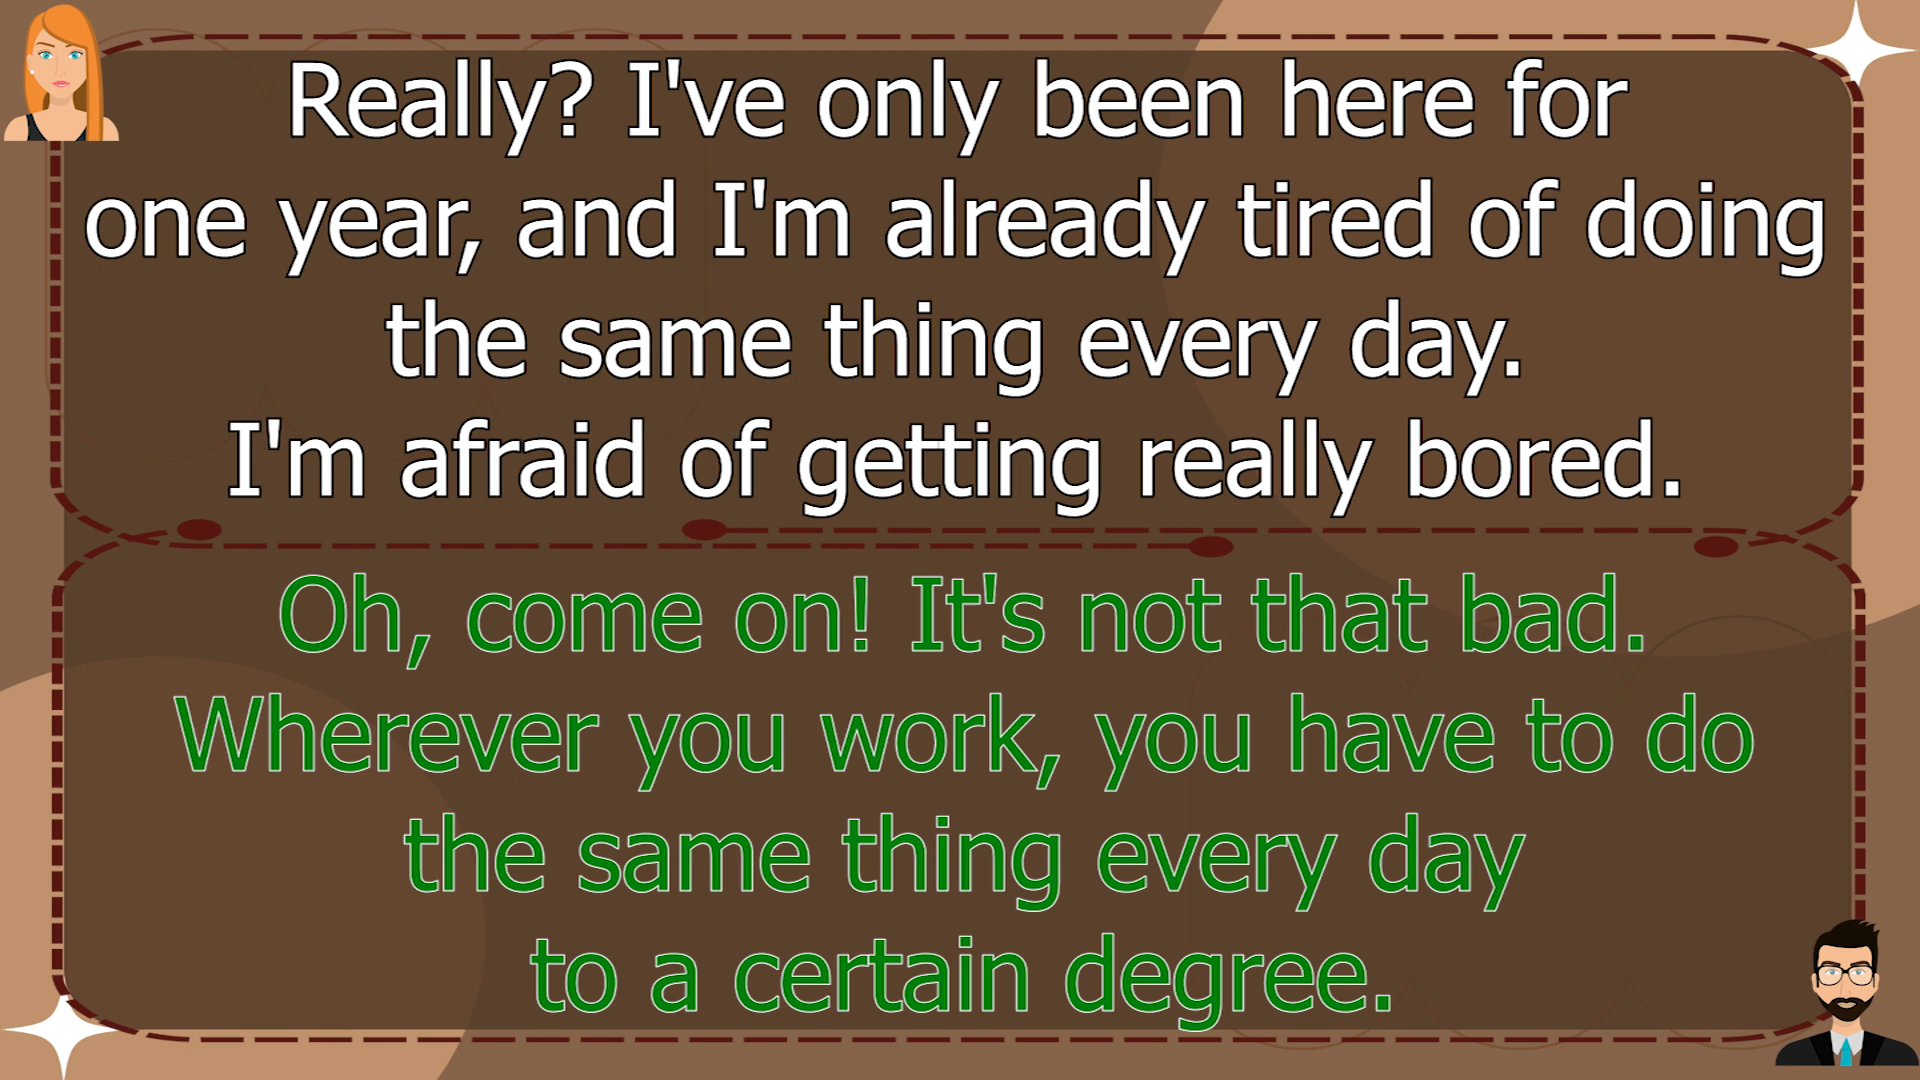 Really? I've only been here for
one year, and I'm already tired of doing
the same thing every day.
I'm afraid of getting really bored.
Oh, come on! It's not that bad.
Wherever you work, you have to do
the same thing every day
to a certain degree.